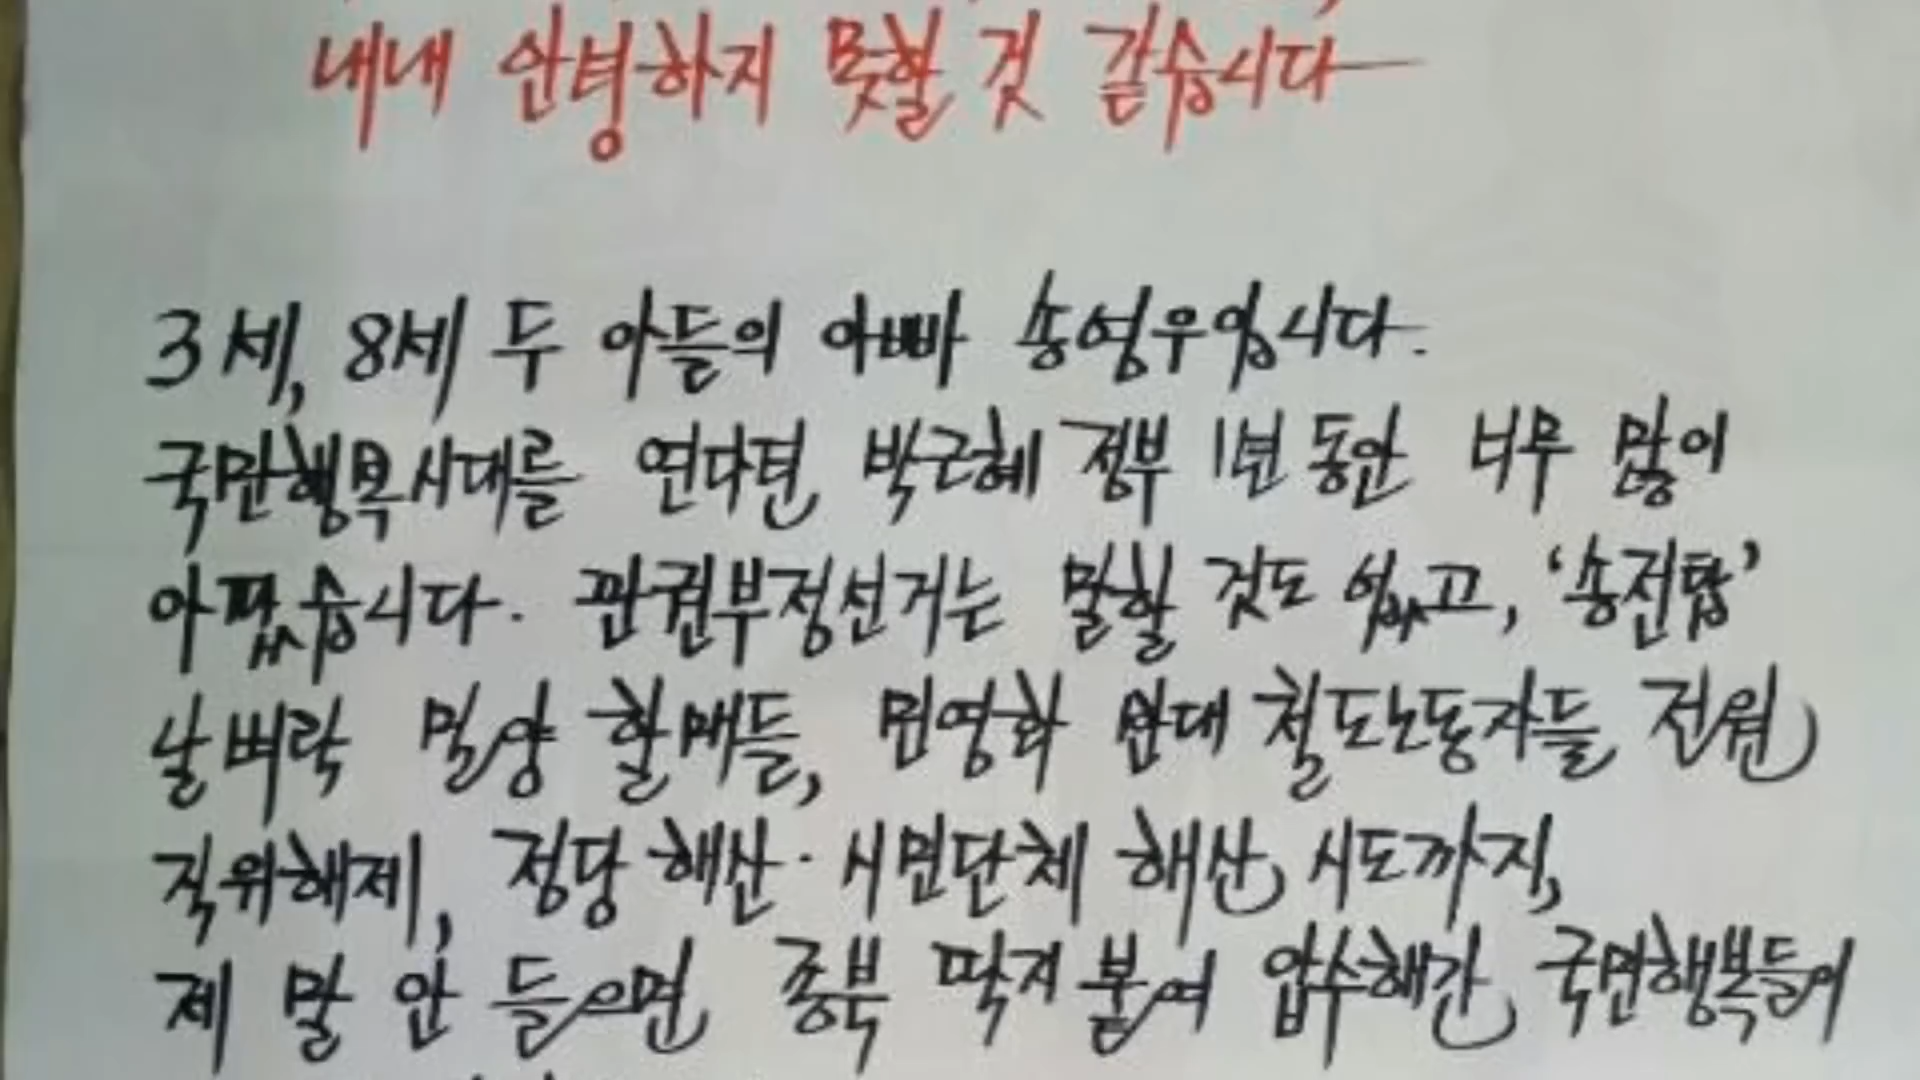 내내 안녕하지 못할 것 같습니다
3세, 8세 두 아들의 아빠 송영우입니다.
국민행복시대를 연다면 박근혜 정부 1년 동안 너무 많이
아팠습니다. 관권부정선거는 말할 것도 없고, '송전탑'
날벼락 밀양 할매들, 민영화 반대 철도노동자들 전원
직위해제, 정당 해산·시민단체 해산 시도까지,
제 말 안 들으면 종북 딱지 붙여 압수해간 국민행복들이